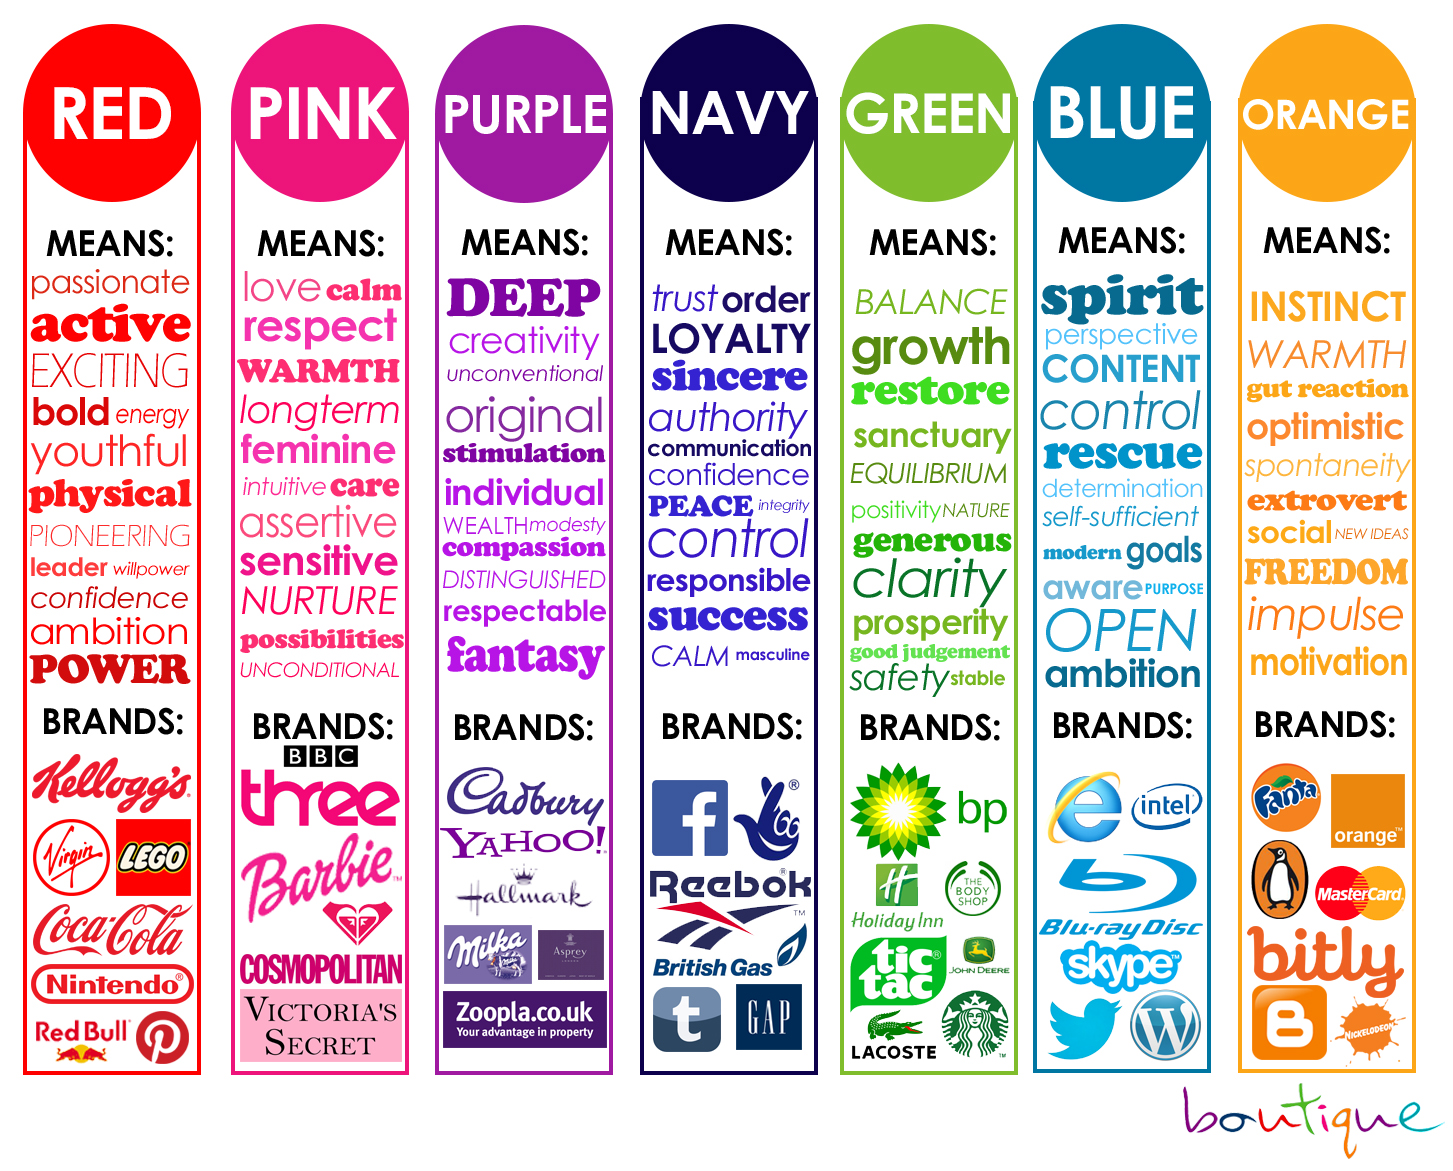 RED
MEANS:
passionate
active
EXCITING
bold energy
youthful
physical
PIONEERING
leader willpower
confidence
ambition
POWER
BRANDS:
Kellogg's
Virgin LEGO
Coca-Cola
Nintendo®
Red Bull®
PINK
MEANS:
love calm
respect
WARMTH
longterm
feminine
intuitive care
assertive
sensitive
NURTURE
possibilities
UNCONDITIONAL
BRANDS:
BBC
three
Barbie™
COSMOPOLITAN
VICTORIA'S
SECRET
PURPLE
MEANS:
DEEP
creativity
unconventional
original
stimulation
individual
WEALTH modesty
compassion
DISTINGUISHED
respectable
fantasy
BRANDS:
Cadbury
YAHOO!
Hallmark
Milka Asprey
Zoopla.co.uk
Your advantage in property
NAVY
MEANS:
trust order
LOYALTY
sincere
authority
communication
confidence
PEACE integrity
control
responsible
success
CALM masculine
BRANDS:
f ®
Reebok®
™
British Gas
t GAP
GREEN
MEANS:
BALANCE
growth
restore
sanctuary
EQUILIBRIUM
positivity NATURE
generous
clarity
prosperity
good judgement
safety stable
BRANDS:
bp
H THE
BODY
SHOP
Holiday Inn
tic®
tac JOHN DEERE
LACOSTE
BLUE
MEANS:
spirit
perspective
CONTENT
control
rescue
determination
self-sufficient
modern goals
aware PURPOSE
OPEN
ambition
BRANDS:
e intel
Blu-ray Disc
skype™
W
ORANGE
MEANS:
INSTINCT
WARMTH
gut reaction
optimistic
spontaneity
extrovert
social NEW IDEAS
FREEDOM
impulse
motivation
BRANDS:
Fanta orange™
MasterCard
bitly
B NICKELODEON
boutique